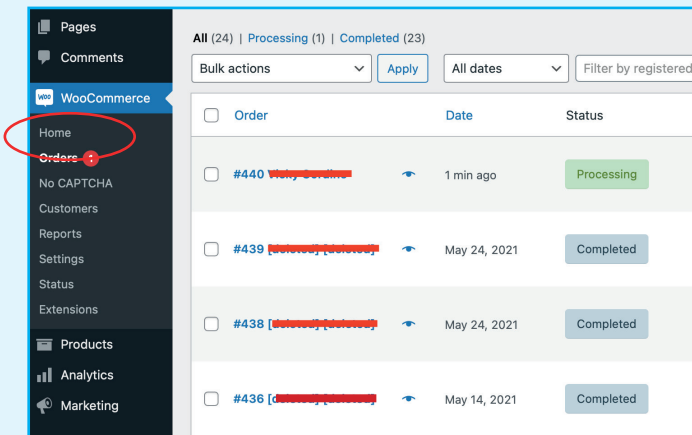 Pages
Comments
WooCommerce
Home
Orders 1
No CAPTCHA
Customers
Reports
Settings
Status
Extensions
Products
Analytics
Marketing
All (24) | Processing (1) | Completed (23)
Bulk actions Apply All dates Filter by registered
Order Date Status
#440 1 min ago Processing
#439 May 24, 2021 Completed
#438 May 24, 2021 Completed
#436 May 14, 2021 Completed